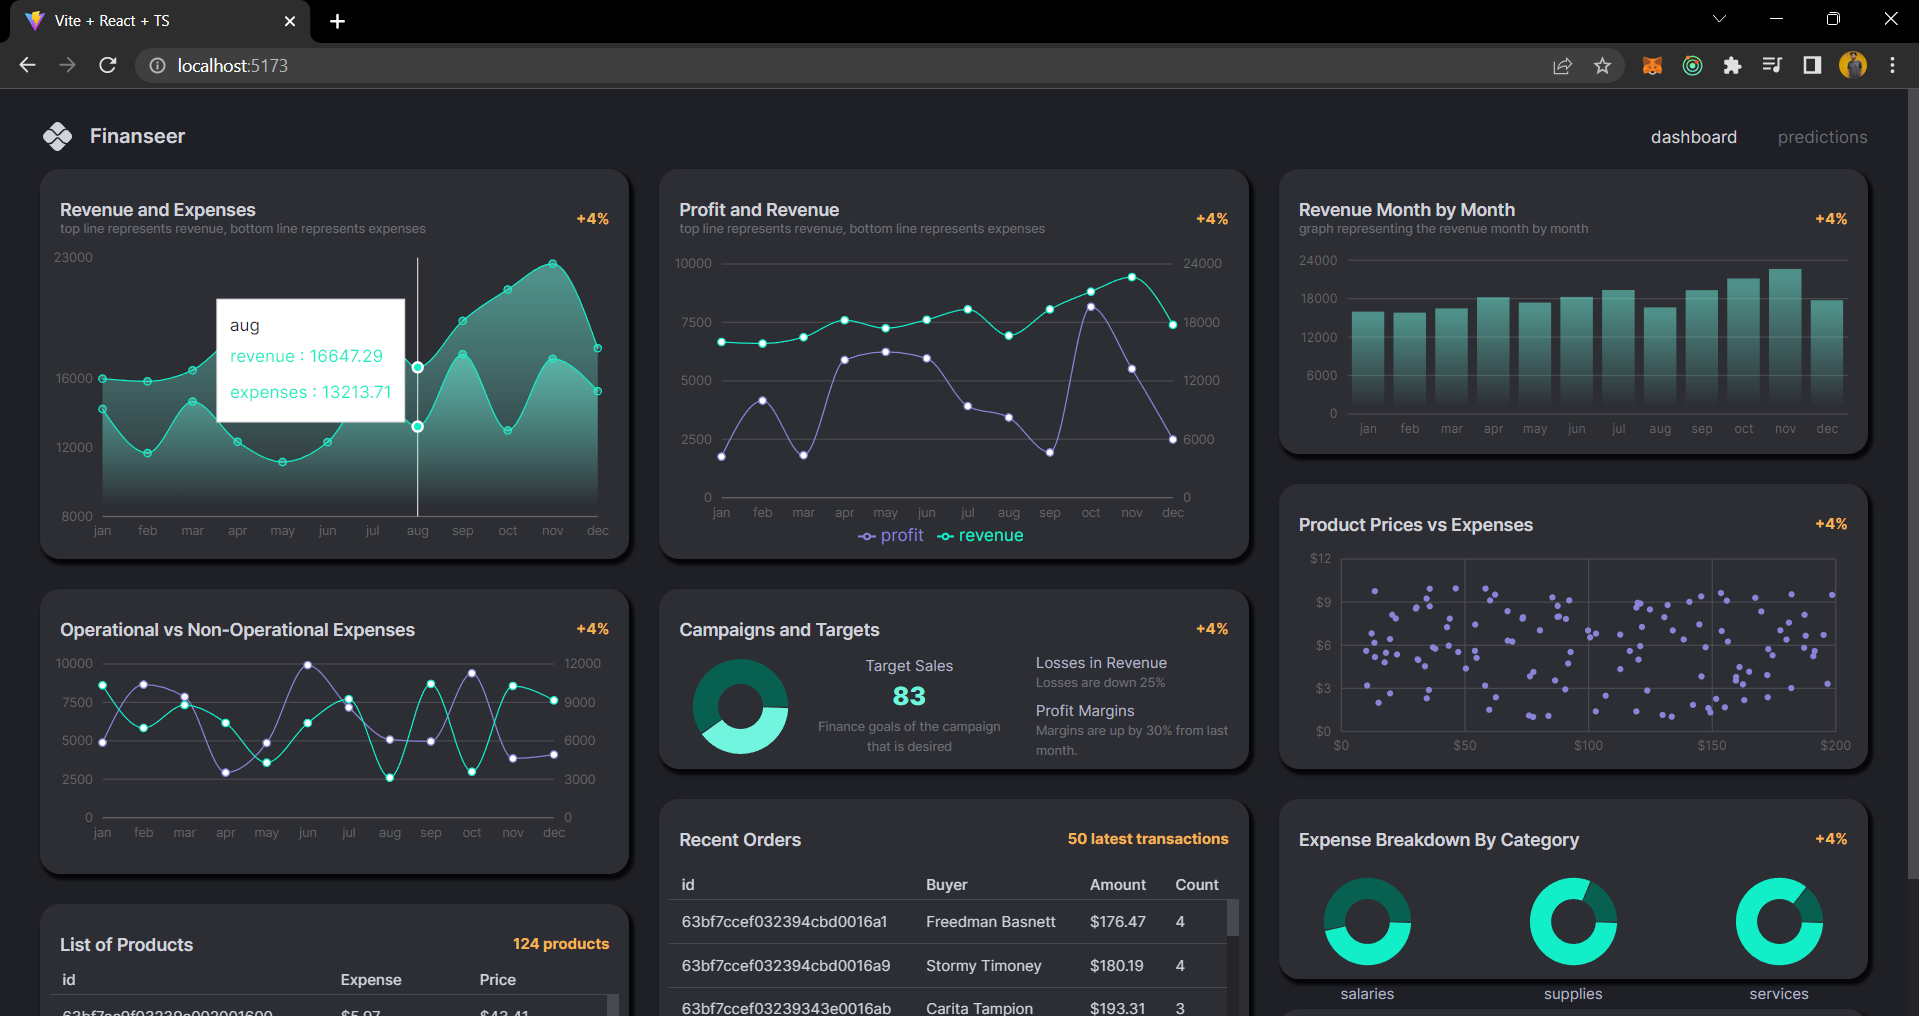 Vite + React + TS
localhost:5173
Finanseer
dashboard predictions
Revenue and Expenses
top line represents revenue, bottom line represents expenses
+4%
23000
16000
12000
8000
aug
revenue : 16647.29
expenses : 13213.71
jan feb mar apr may jun jul aug sep oct nov dec
Profit and Revenue
top line represents revenue, bottom line represents expenses
+4%
10000 24000
7500 18000
5000 12000
2500 6000
0 0
jan feb mar apr may jun jul aug sep oct nov dec
profit revenue
Revenue Month by Month
graph representing the revenue month by month
+4%
24000
18000
12000
6000
0
jan feb mar apr may jun jul aug sep oct nov dec
Operational vs Non-Operational Expenses
+4%
10000 12000
7500 9000
5000 6000
2500 3000
0 0
jan feb mar apr may jun jul aug sep oct nov dec
Campaigns and Targets
+4%
Target Sales
83
Finance goals of the campaign
that is desired
Losses in Revenue
Losses are down 25%
Profit Margins
Margins are up by 30% from last
month.
Product Prices vs Expenses
+4%
$12
$9
$6
$3
$0
$0 $50 $100 $150 $200
List of Products
124 products
id Expense Price
Recent Orders
50 latest transactions
id Buyer Amount Count
63bf7ccef032394cbd0016a1 Freedman Basnett $176.47 4
63bf7ccef032394cbd0016a9 Stormy Timoney $180.19 4
63bf7ccef03239343e0016ab Carita Tampion $193.31 3
Expense Breakdown By Category
+4%
salaries supplies services